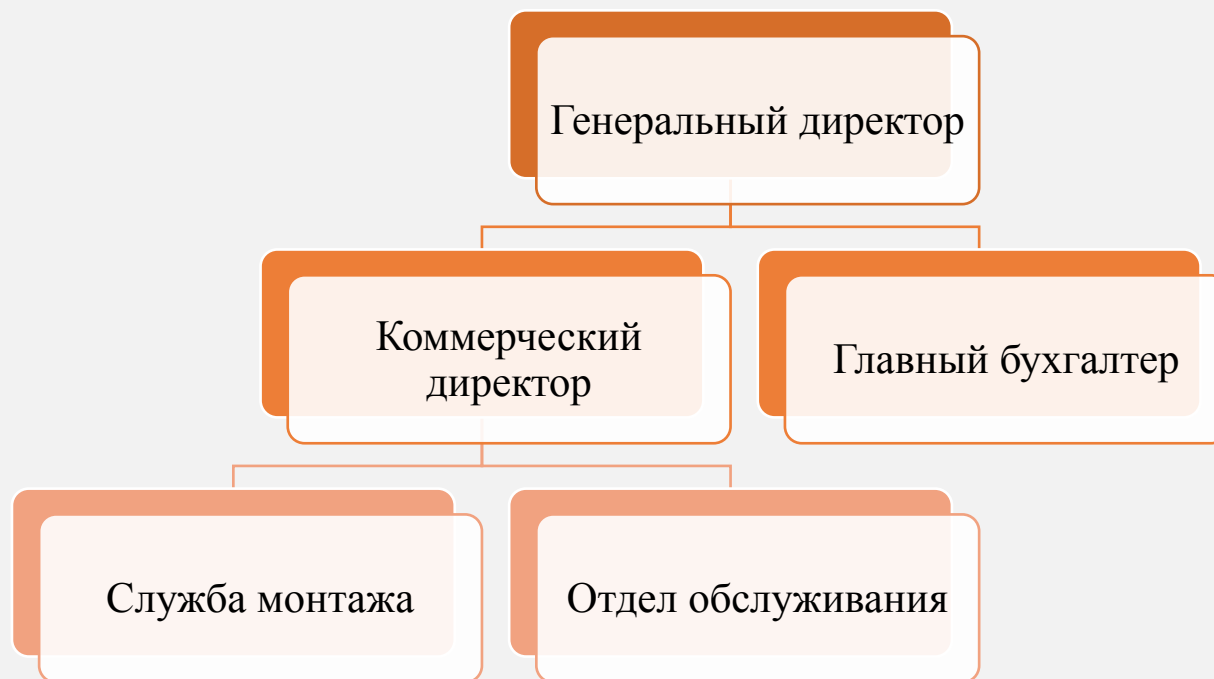 Генеральный директор
Коммерческий
директор
Главный бухгалтер
Служба монтажа
Отдел обслуживания